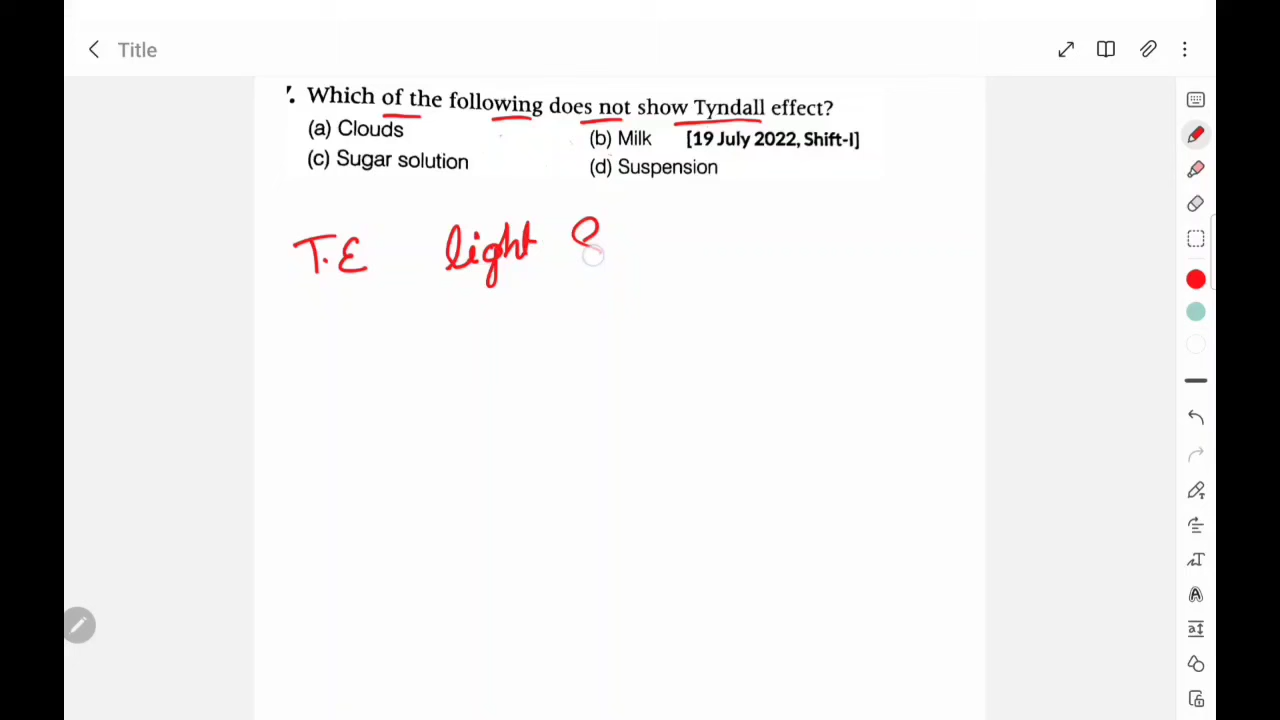 Title
. Which of the following does not show Tyndall effect?
(a) Clouds (b) Milk [19 July 2022, Shift-I]
(c) Sugar solution (d) Suspension
T.E light